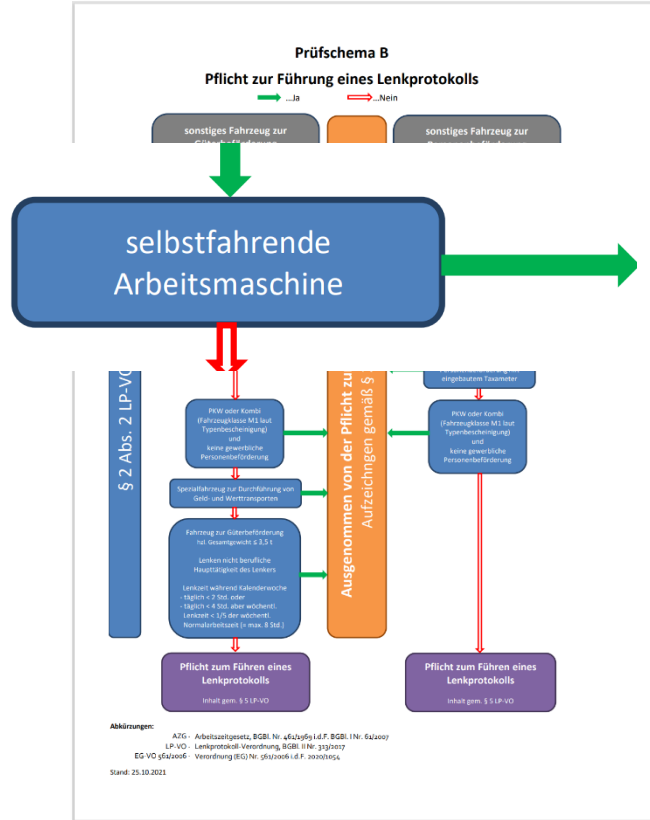 Prüfschema B
Pflicht zur Führung eines Lenkprotokolls
...Ja
...Nein
sonstiges Fahrzeug zur
sonstiges Fahrzeug zur
selbstfahrende
Arbeitsmaschine
§ 2 Abs. 2 LP-VO
Ausgenommen von der Pflicht zu
Aufzeichngen gemäß §
eingebautem Taxameter
PKW oder Kombi
(Fahrzeugklasse M1 laut
Typenbescheinigung)
und
keine gewerbliche
Personenbeförderung
PKW oder Kombi
(Fahrzeugklasse M1 laut
Typenbescheinigung)
und
keine gewerbliche
Personenbeförderung
Spezialfahrzeug zur Durchführung von
Geld- und Werttransporten
Fahrzeug zur Güterbeförderung
hzl. Gesamtgewicht ≤ 3,5 t
Lenken nicht berufliche
Haupttätigkeit des Lenkers
Lenkzeit während Kalenderwoche
- täglich < 2 Std. oder
- täglich < 4 Std. aber wöchentl.
Lenkzeit < 1/5 der wöchentl.
Normalarbeitszeit [= max. 8 Std.]
Pflicht zum Führen eines
Lenkprotokolls
Inhalt gem. § 5 LP-VO
Pflicht zum Führen eines
Lenkprotokolls
Inhalt gem. § 5 LP-VO
Abkürzungen:
AZG - Arbeitszeitgesetz, BGBl. Nr. 461/1969 i.d.F. BGBl. I Nr. 61/2007
LP-VO - Lenkprotokoll-Verordnung, BGBl. II Nr. 313/2017
EG-VO 561/2006 - Verordnung (EG) Nr. 561/2006 i.d.F. 2020/1054
Stand: 25.10.2021